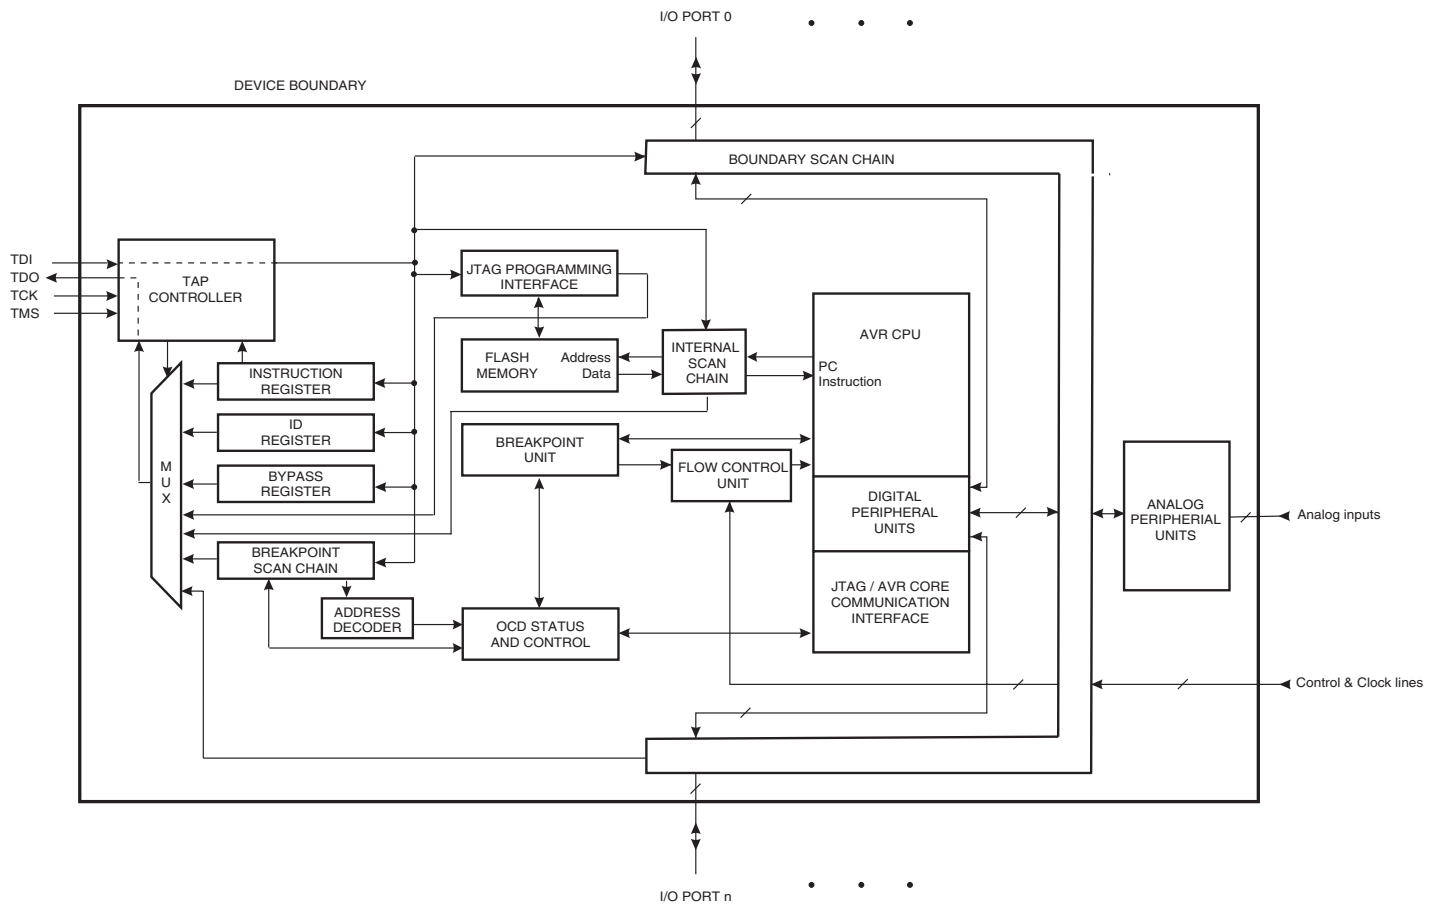 I/O PORT 0
DEVICE BOUNDARY
BOUNDARY SCAN CHAIN
TDI
TDO
TCK
TMS
TAP
CONTROLLER
JTAG PROGRAMMING
INTERFACE
AVR CPU
FLASH
MEMORY
Address
Data
INTERNAL
SCAN
CHAIN
PC
Instruction
INSTRUCTION
REGISTER
ID
REGISTER
M
U
X
BYPASS
REGISTER
BREAKPOINT
UNIT
FLOW CONTROL
UNIT
DIGITAL
PERIPHERAL
UNITS
ANALOG
PERIPHERIAL
UNITS
Analog inputs
BREAKPOINT
SCAN CHAIN
ADDRESS
DECODER
OCD STATUS
AND CONTROL
JTAG / AVR CORE
COMMUNICATION
INTERFACE
Control & Clock lines
I/O PORT n